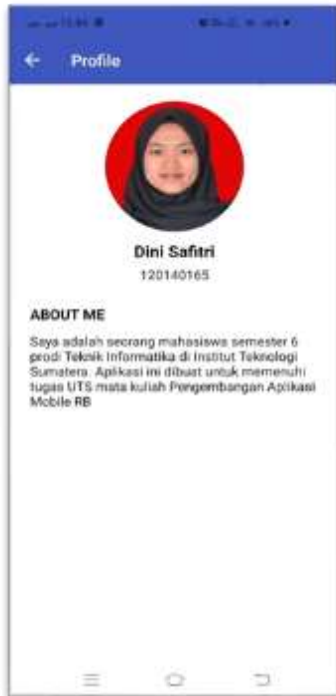 Profile
Dini Safitri
120140165
ABOUT ME
Saya adalah seorang mahasiswa semester 6
prodi Teknik Informatika di Institut Teknologi
Sumatera. Aplikasi ini dibuat untuk memenuhi
tugas UTS mata kuliah Pengembangan Aplikasi
Mobile RB